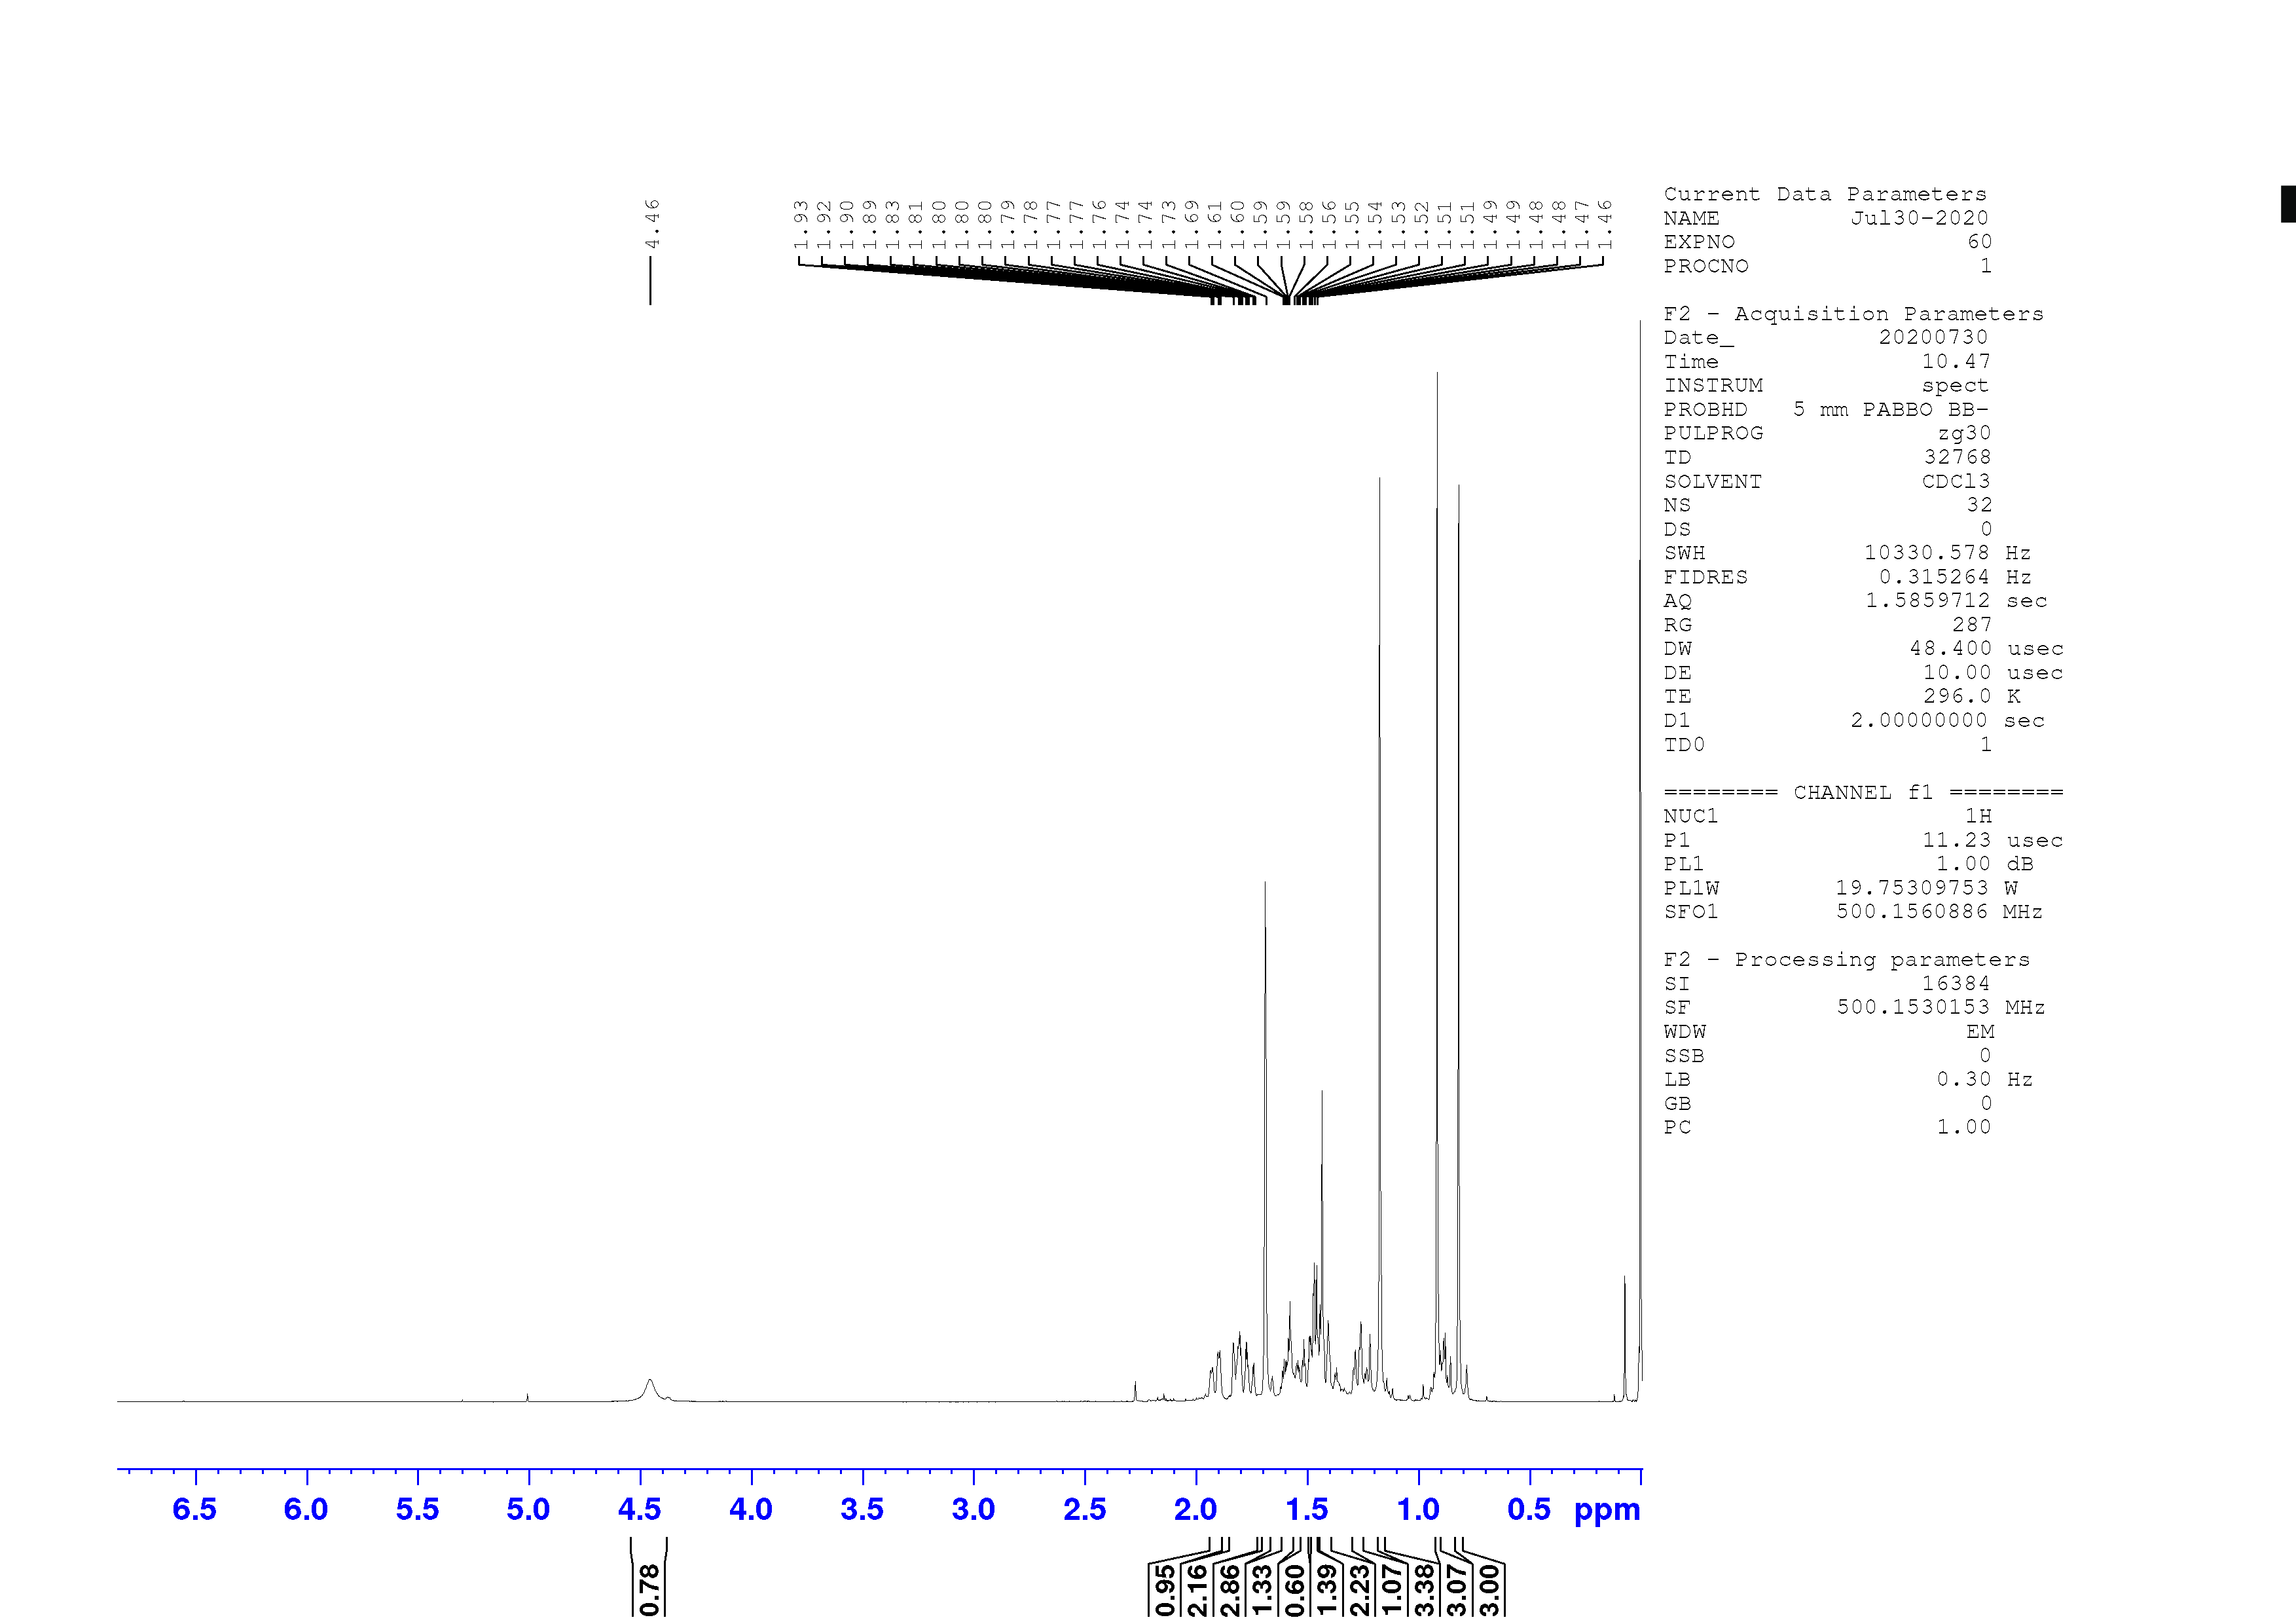 4.46
1.93
1.92
1.90
1.89
1.83
1.81
1.80
1.80
1.80
1.79
1.78
1.77
1.77
1.76
1.74
1.74
1.73
1.69
1.61
1.60
1.59
1.59
1.58
1.56
1.55
1.54
1.53
1.52
1.51
1.51
1.49
1.49
1.48
1.48
1.47
1.46
Current Data Parameters
NAME Jul30-2020
EXPNO 60
PROCNO 1
F2 - Acquisition Parameters
Date_ 20200730
Time 10.47
INSTRUM spect
PROBHD 5 mm PABBO BB-
PULPROG zg30
TD 32768
SOLVENT CDCl3
NS 32
DS 0
SWH 10330.578 Hz
FIDRES 0.315264 Hz
AQ 1.5859712 sec
RG 287
DW 48.400 usec
DE 10.00 usec
TE 296.0 K
D1 2.00000000 sec
TD0 1
======== CHANNEL f1 ========
NUC1 1H
P1 11.23 usec
PL1 1.00 dB
PL1W 19.75309753 W
SFO1 500.1560886 MHz
F2 - Processing parameters
SI 16384
SF 500.1530153 MHz
WDW EM
SSB 0
LB 0.30 Hz
GB 0
PC 1.00
6.5 6.0 5.5 5.0 4.5 4.0 3.5 3.0 2.5 2.0 1.5 1.0 0.5 ppm
0.78
0.95
2.16
2.86
1.33
0.60
1.39
2.23
1.07
3.38
3.07
3.00